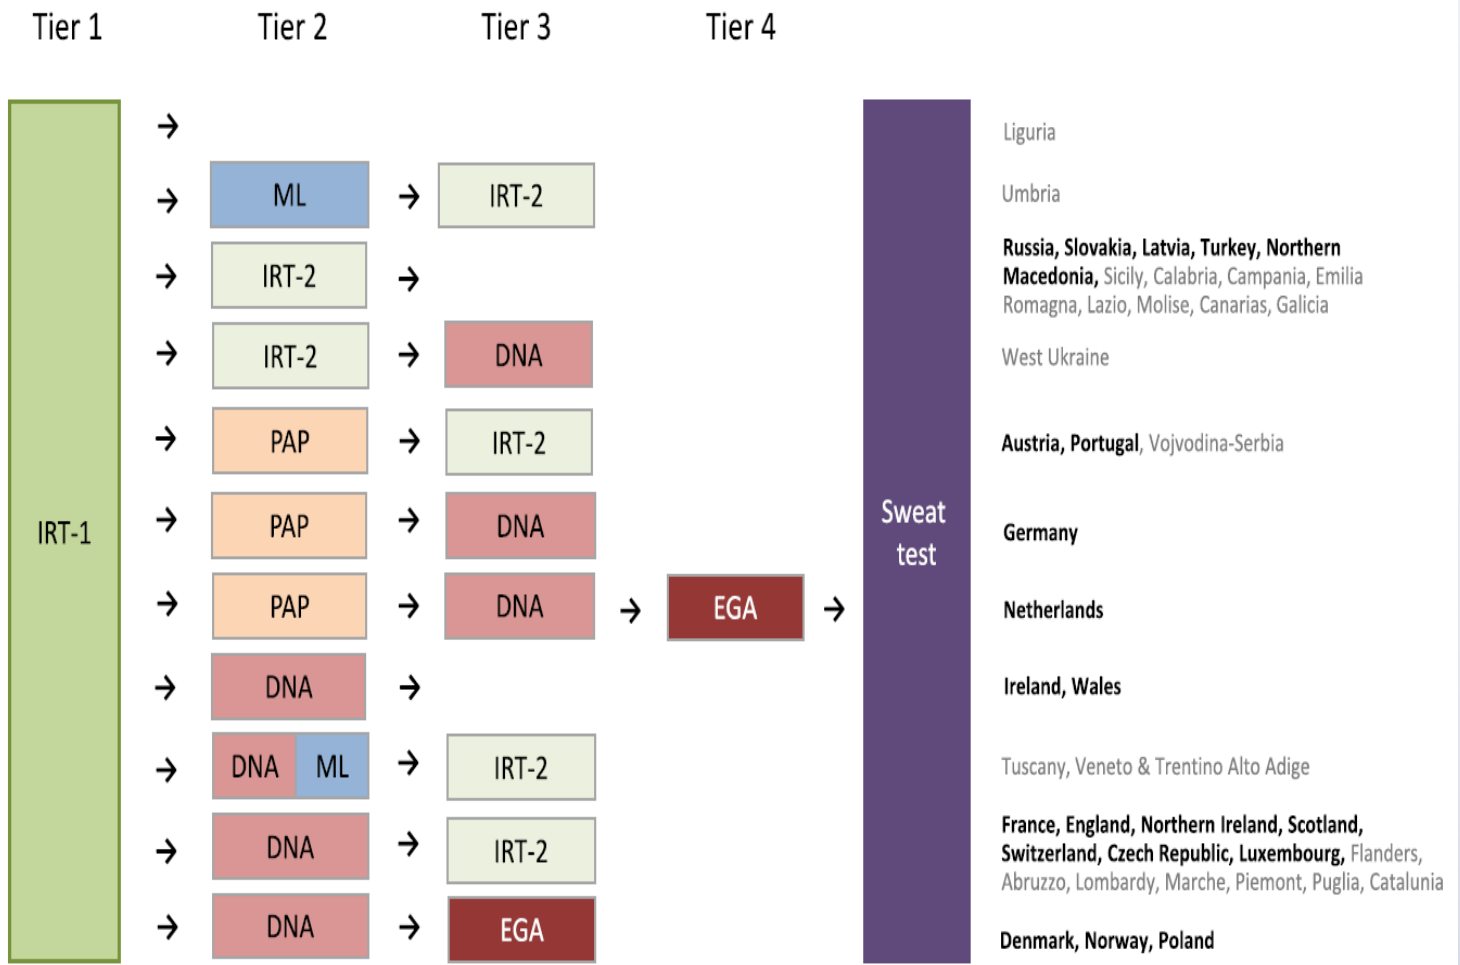 Tier 1 Tier 2 Tier 3 Tier 4
Liguria
ML IRT-2 Umbria
IRT-2 Russia, Slovakia, Latvia, Turkey, Northern
Macedonia, Sicily, Calabria, Campania, Emilia
Romagna, Lazio, Molise, Canarias, Galicia
IRT-2 DNA West Ukraine
PAP IRT-2 Austria, Portugal, Vojvodina-Serbia
IRT-1 PAP DNA Sweat
test
Germany
PAP DNA EGA Netherlands
DNA Ireland, Wales
DNA ML IRT-2 Tuscany, Veneto & Trentino Alto Adige
DNA IRT-2 France, England, Northern Ireland, Scotland,
Switzerland, Czech Republic, Luxembourg, Flanders,
Abruzzo, Lombardy, Marche, Piemont, Puglia, Catalunia
DNA EGA Denmark, Norway, Poland